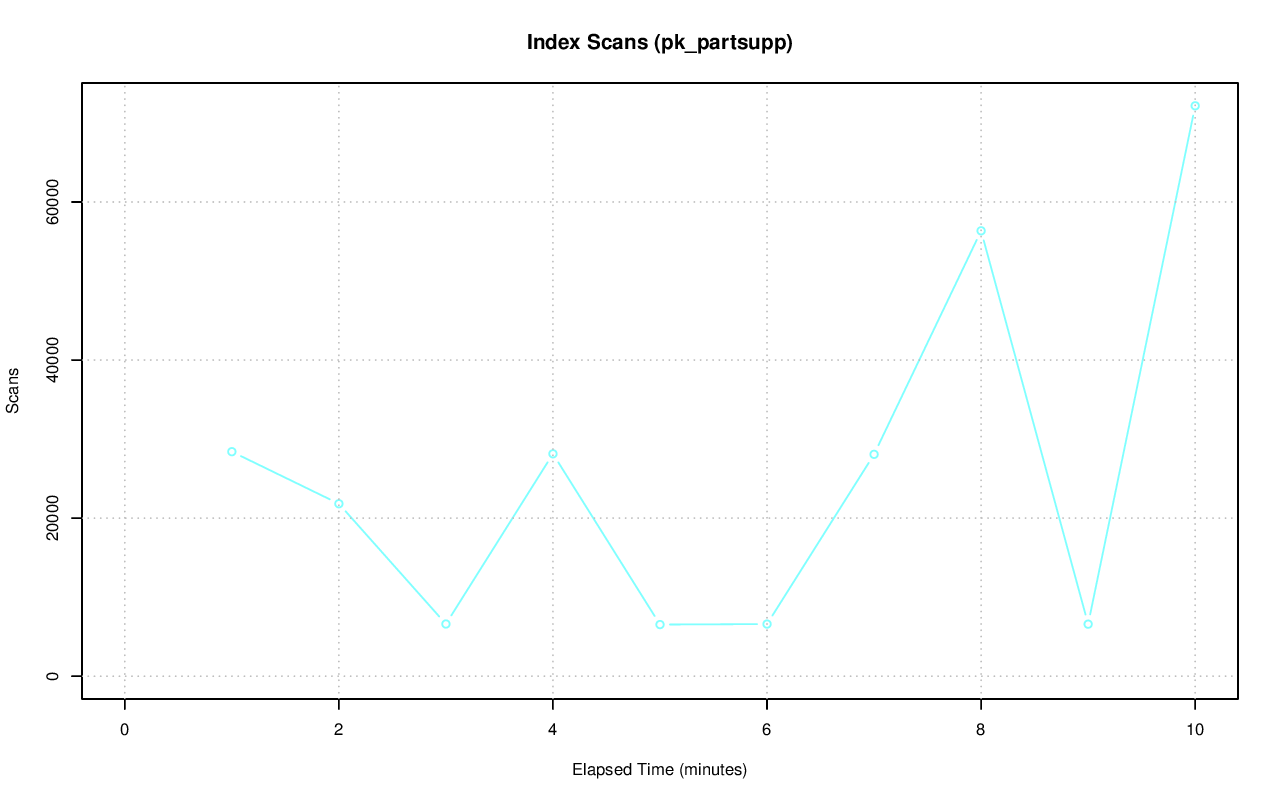 Index Scans (pk_partsupp)
Scans
60000
40000
20000
0
0 2 4 6 8 10
Elapsed Time (minutes)